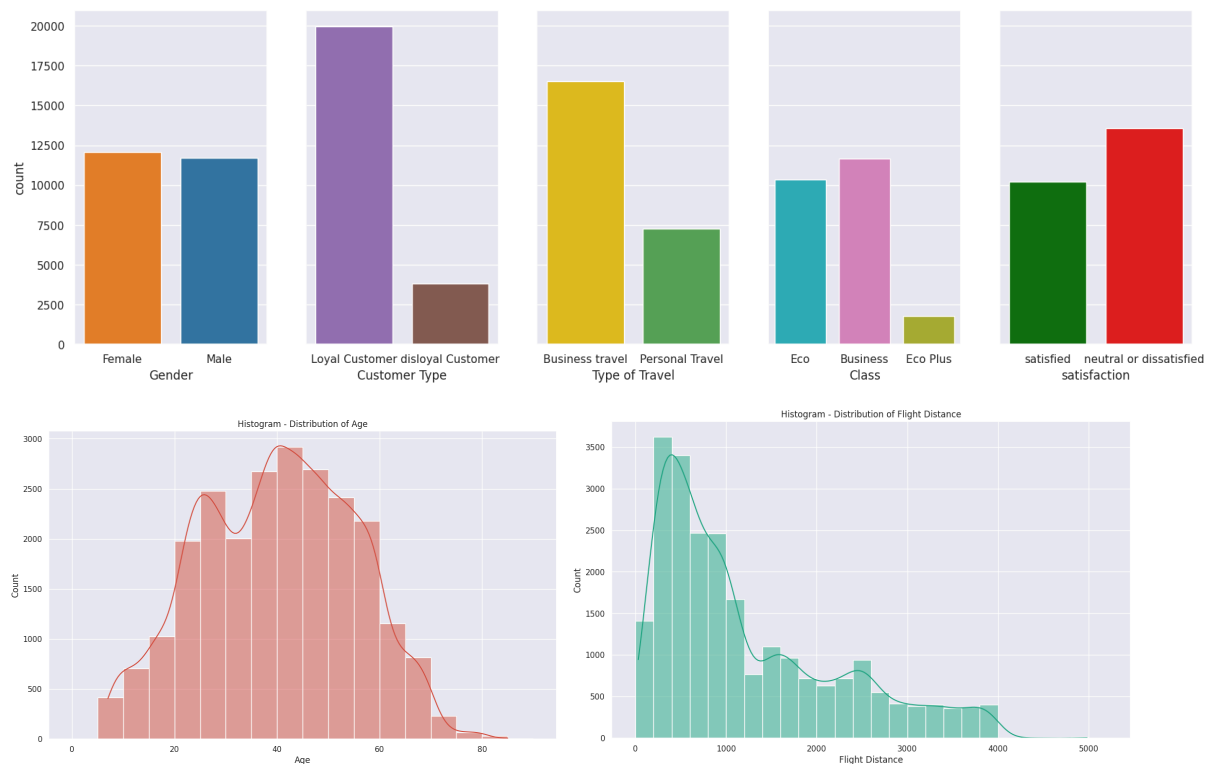 20000
17500
15000
12500
10000
7500
5000
2500
0
count
Female Male
Gender
Loyal Customer disloyal Customer
Customer Type
Business travel Personal Travel
Type of Travel
Eco Business Eco Plus
Class
satisfied neutral or dissatisfied
satisfaction
Histogram - Distribution of Age
3000
2500
2000
1500
1000
500
0
Count
0 20 40 60 80
Age
Histogram - Distribution of Flight Distance
3500
3000
2500
2000
1500
1000
500
0
Count
0 1000 2000 3000 4000 5000
Flight Distance